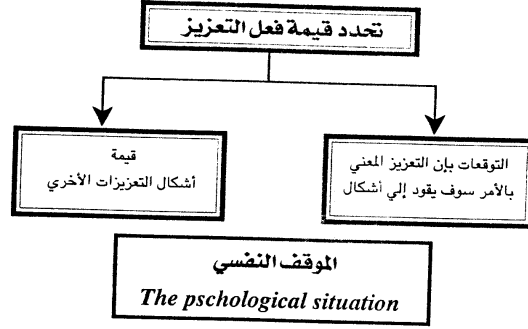 تحدد قيمة فعل التعزيز
التوقعات بإن التعزيز المعني
بالأمر سوف يقود إلي أشكال
قيمة
أشكال التعزيزات الأخري
الموقف النفسي
The pschological situation